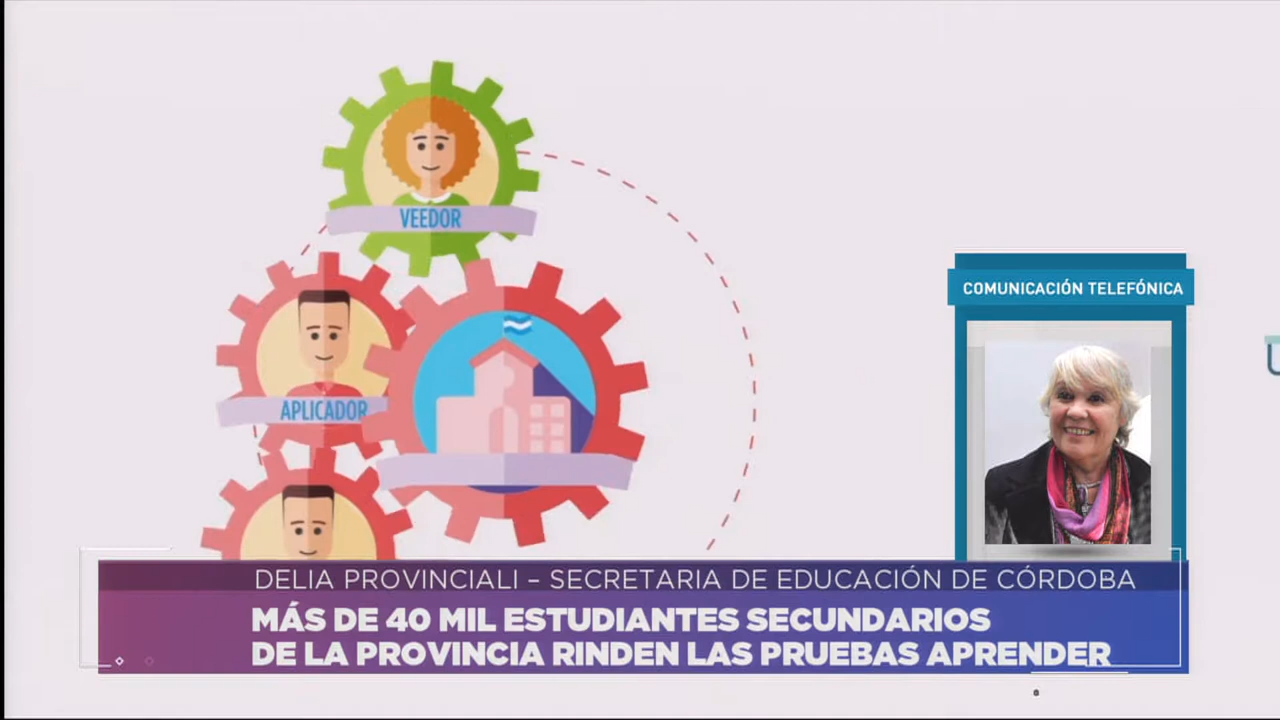 VEEDOR
APLICADOR
COMUNICACIÓN TELEFÓNICA
DELIA PROVINCIALI – SECRETARIA DE EDUCACIÓN DE CÓRDOBA
MÁS DE 40 MIL ESTUDIANTES SECUNDARIOS
DE LA PROVINCIA RINDEN LAS PRUEBAS APRENDER